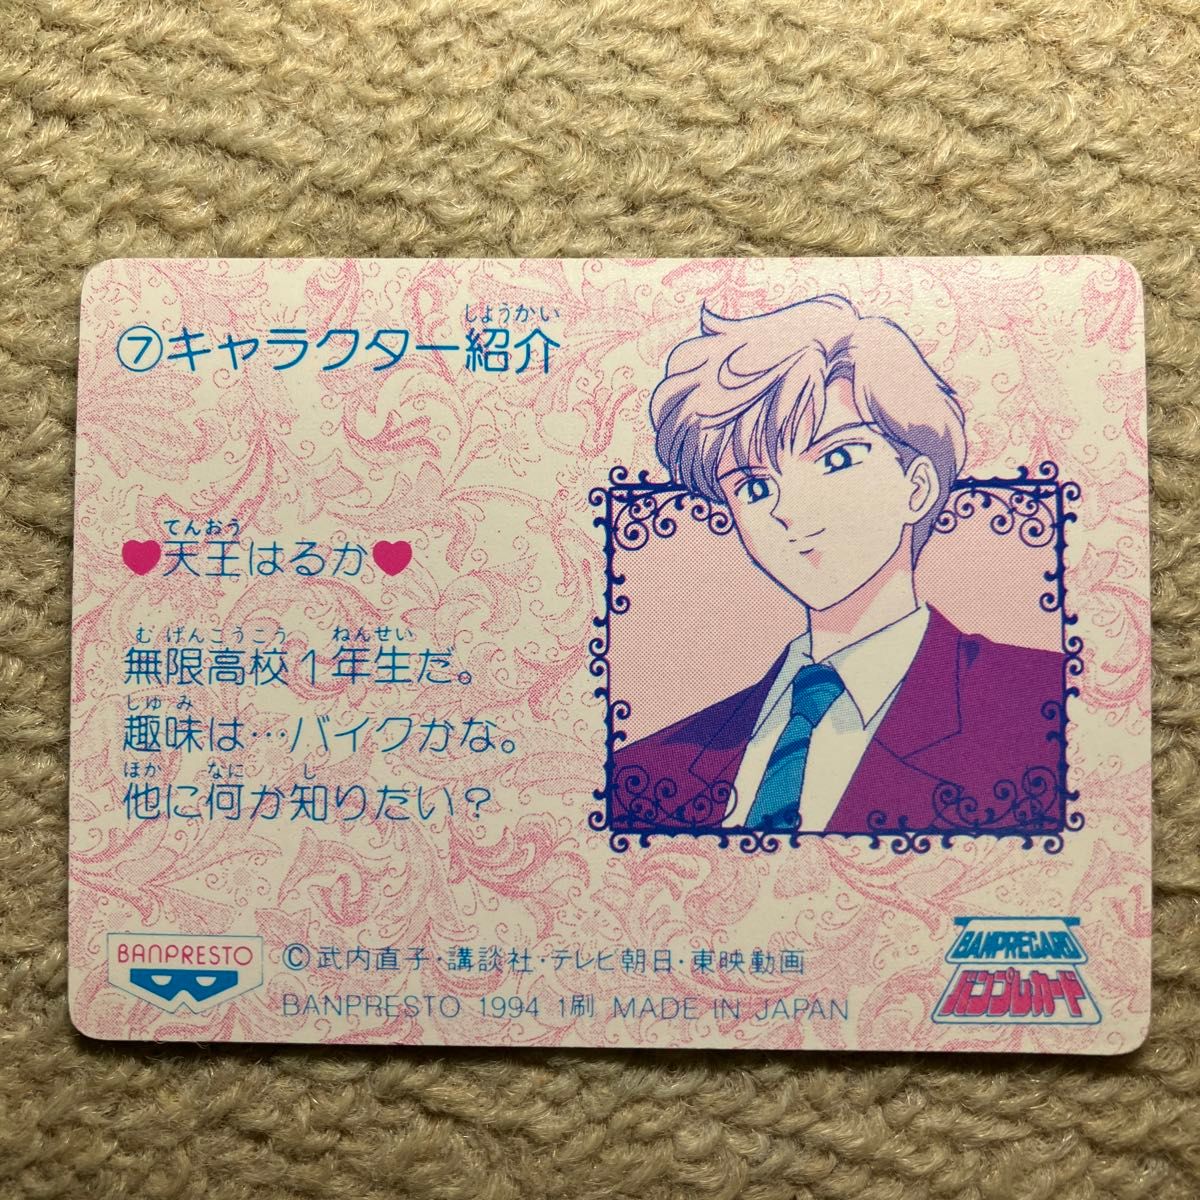 しょうかい
⑦キャラクター紹介
てんおう
♥天王はるか♥
む げんこうこう ねんせい
無限高校1年生だ。
しゅ み
趣味は…バイクかな。
ほか なに し
他に何か知りたい？
BANPRESTO
©武内直子・講談社・テレビ朝日・東映動画
BANPRESTO 1994 1刷 MADE IN JAPAN
BANPRECARD
バンプレカード